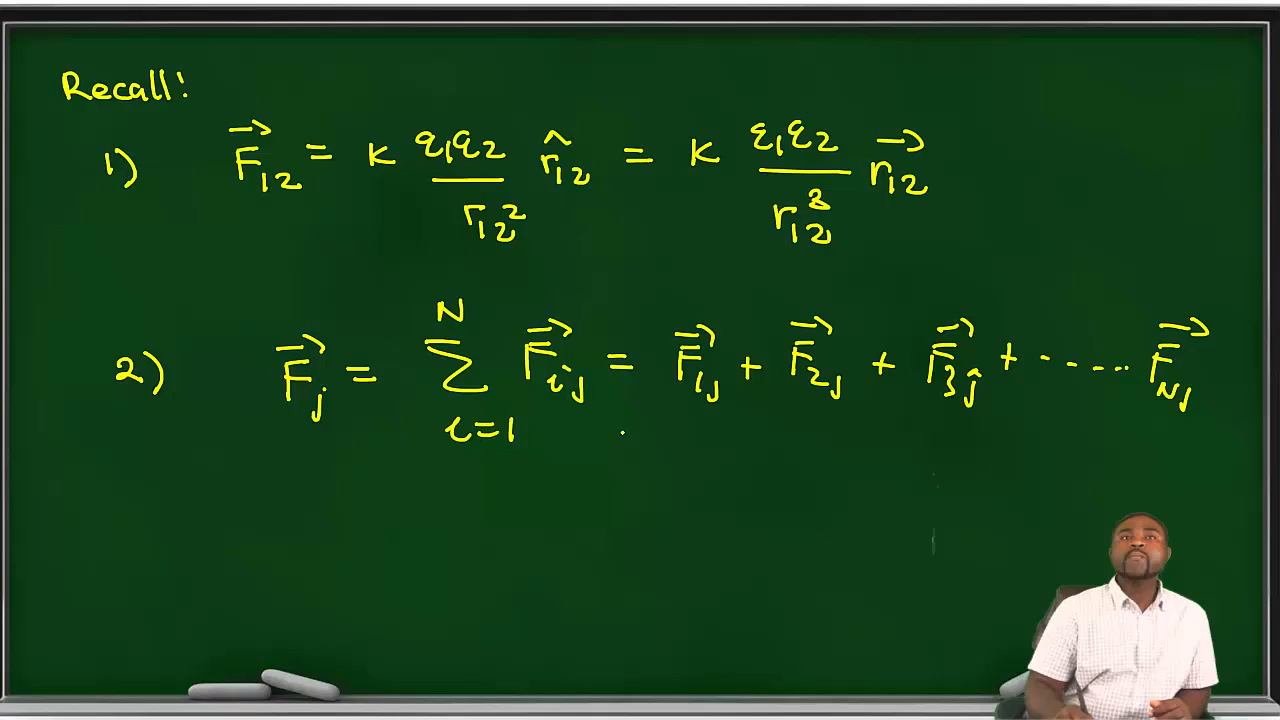 Recall!
1) F⃗₁₂ = K q₁q₂ / r₁₂² r̂₁₂ = K q₁q₂ / r₁₂³ r⃗₁₂
2) F⃗ⱼ = Σᵢ₌₁ᴺ F⃗ᵢⱼ = F⃗₁ⱼ + F⃗₂ⱼ + F⃗₃ⱼ + ..... F⃗ₙⱼ